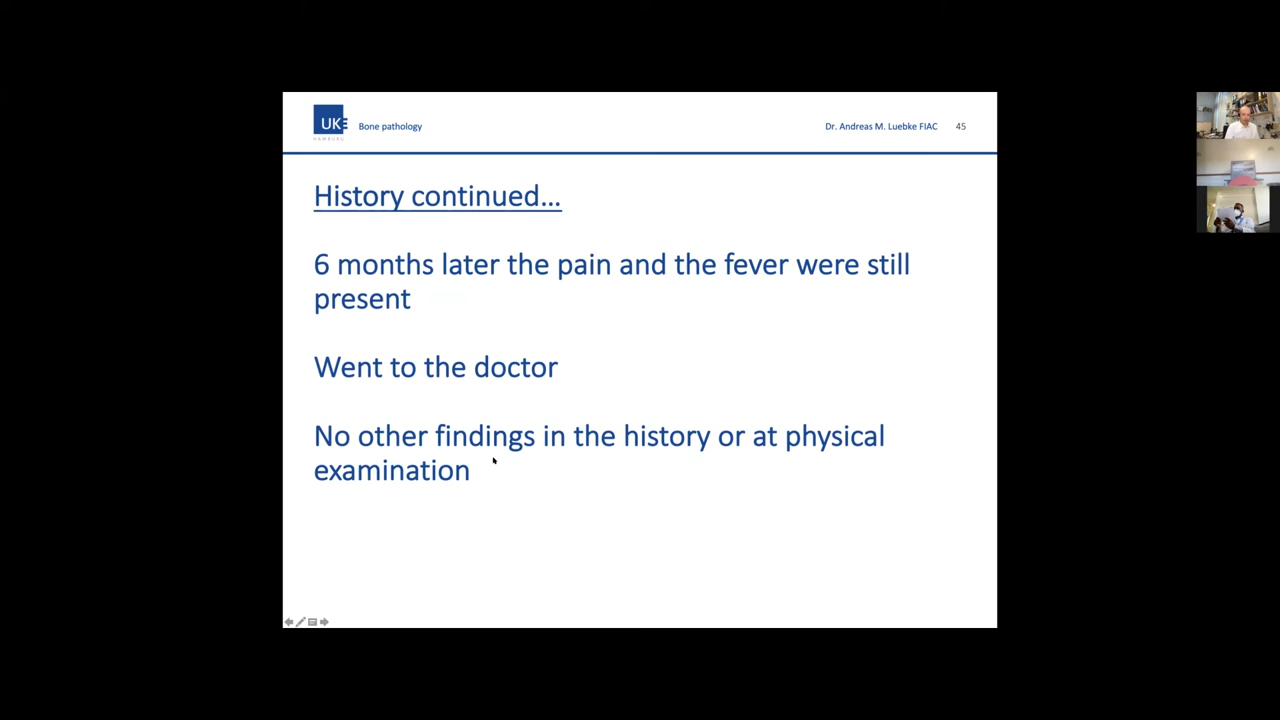 UKE
HAMBURG
Bone pathology
Dr. Andreas M. Luebke FIAC 45
History continued...
6 months later the pain and the fever were still
present
Went to the doctor
No other findings in the history or at physical
examination